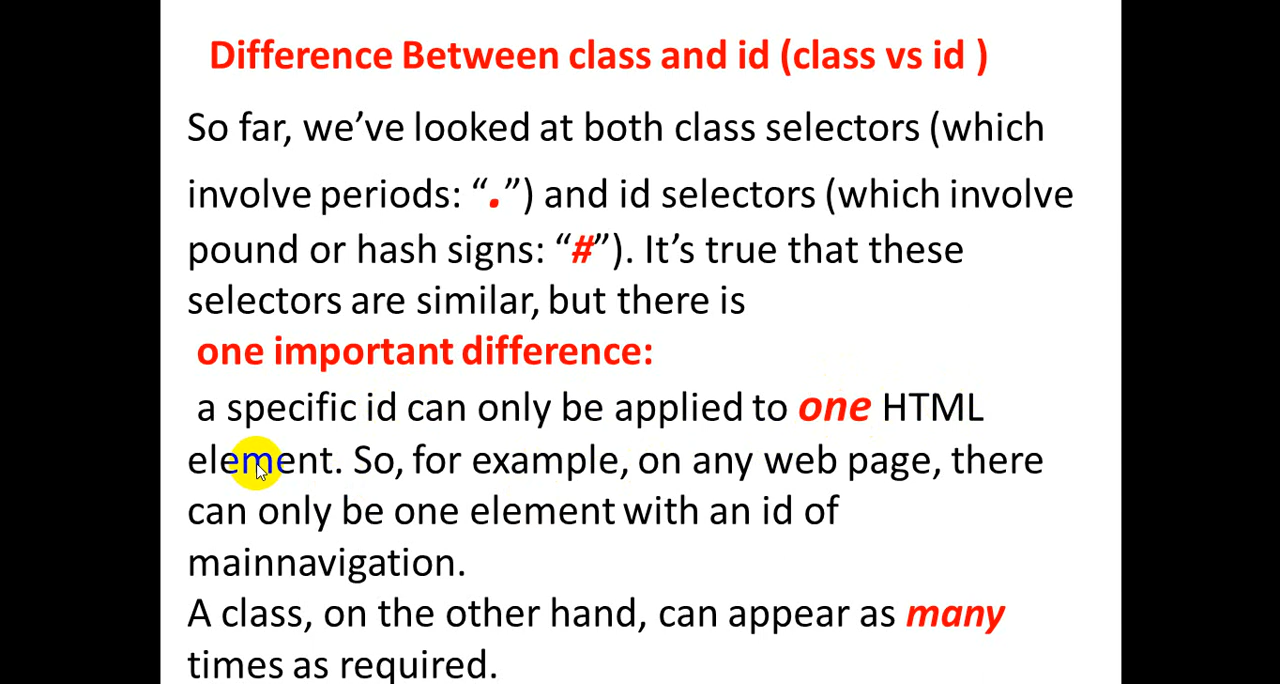 Difference Between class and id (class vs id )
So far, we’ve looked at both class selectors (which
involve periods: “.”) and id selectors (which involve
pound or hash signs: “#”). It’s true that these
selectors are similar, but there is
one important difference:
a specific id can only be applied to one HTML
element. So, for example, on any web page, there
can only be one element with an id of
mainnavigation.
A class, on the other hand, can appear as many
times as required.